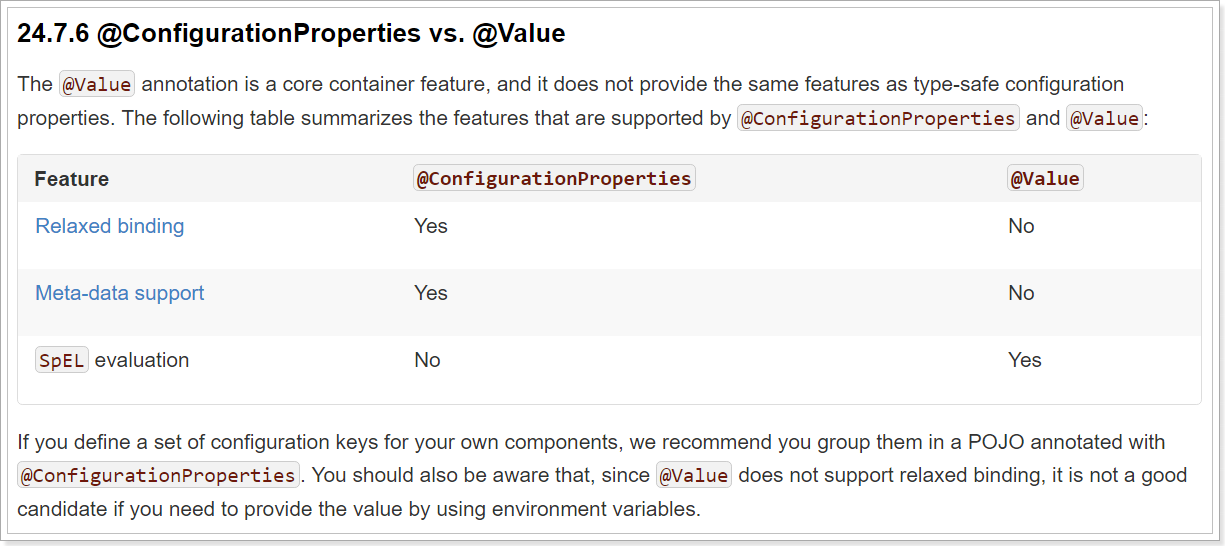 24.7.6 @ConfigurationProperties vs. @Value
The @Value annotation is a core container feature, and it does not provide the same features as type-safe configuration
properties. The following table summarizes the features that are supported by @ConfigurationProperties and @Value:
Feature @ConfigurationProperties @Value
Relaxed binding Yes No
Meta-data support Yes No
SpEL evaluation No Yes
If you define a set of configuration keys for your own components, we recommend you group them in a POJO annotated with
@ConfigurationProperties. You should also be aware that, since @Value does not support relaxed binding, it is not a good
candidate if you need to provide the value by using environment variables.